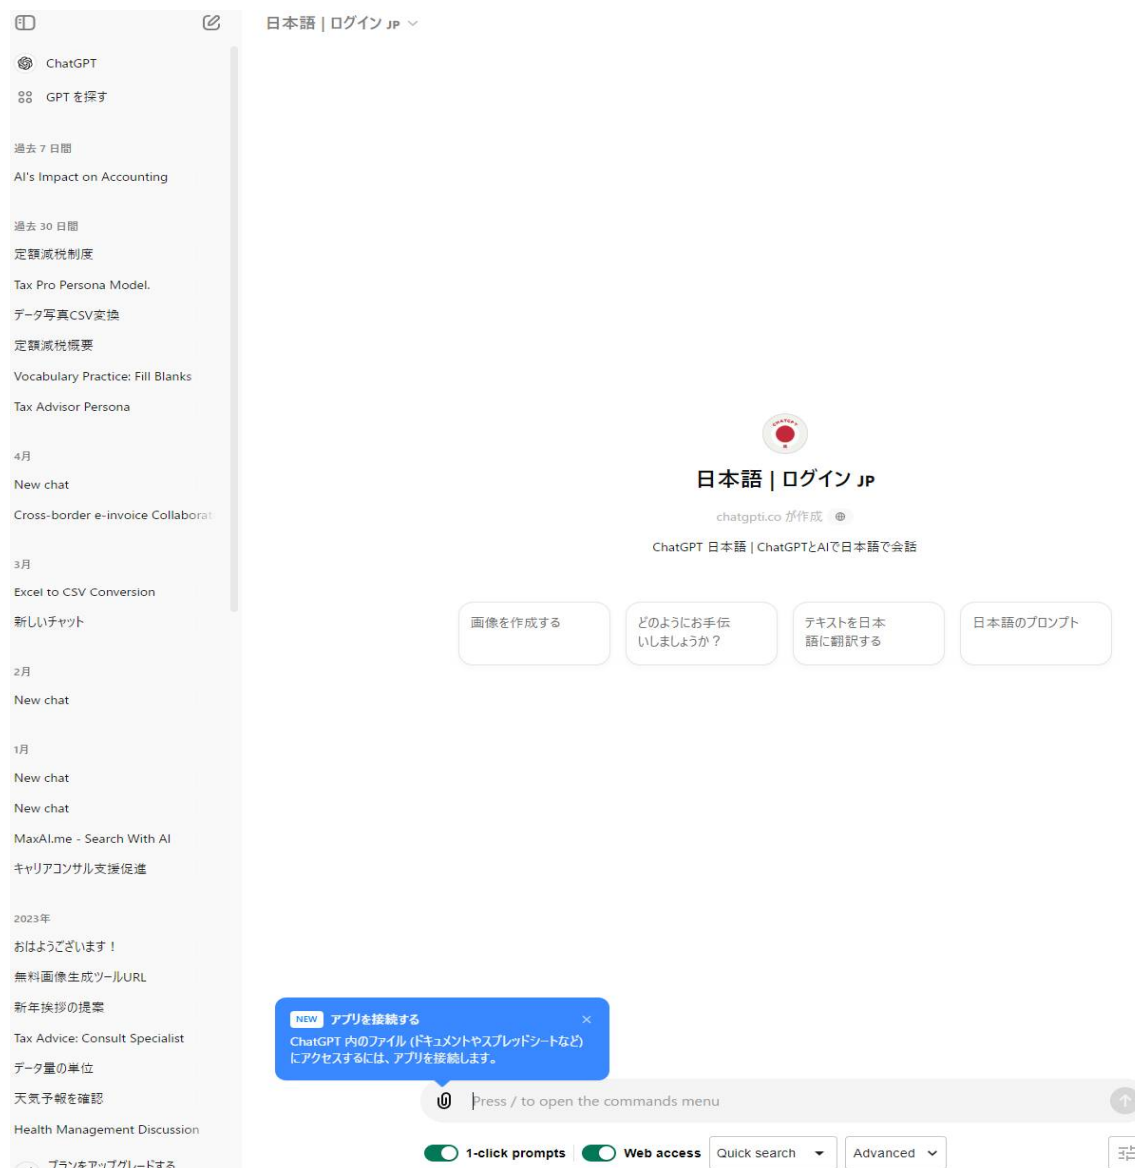 日本語 | ログイン JP
ChatGPT
GPT を探す
過去 7 日間
AI's Impact on Accounting
過去 30 日間
定額減税制度
Tax Pro Persona Model.
データ写真CSV変換
定額減税概要
Vocabulary Practice: Fill Blanks
Tax Advisor Persona
4月
New chat
Cross-border e-invoice Collaborat
3月
Excel to CSV Conversion
新しいチャット
2月
New chat
1月
New chat
New chat
MaxAI.me - Search With AI
キャリアコンサル支援促進
2023年
おはようございます！
無料画像生成ツールURL
新年挨拶の提案
Tax Advice: Consult Specialist
データ量の単位
天気予報を確認
Health Management Discussion
プランをアップグレードする
日本語 | ログイン JP
chatgpti.co が作成
ChatGPT 日本語 | ChatGPTとAIで日本語で会話
画像を作成する
どのようにお手伝
いしましょうか？
テキストを日本
語に翻訳する
日本語のプロンプト
NEW アプリを接続する
ChatGPT 内のファイル (ドキュメントやスプレッドシートなど)
にアクセスするには、アプリを接続します。
Press / to open the commands menu
1-click prompts Web access Quick search Advanced